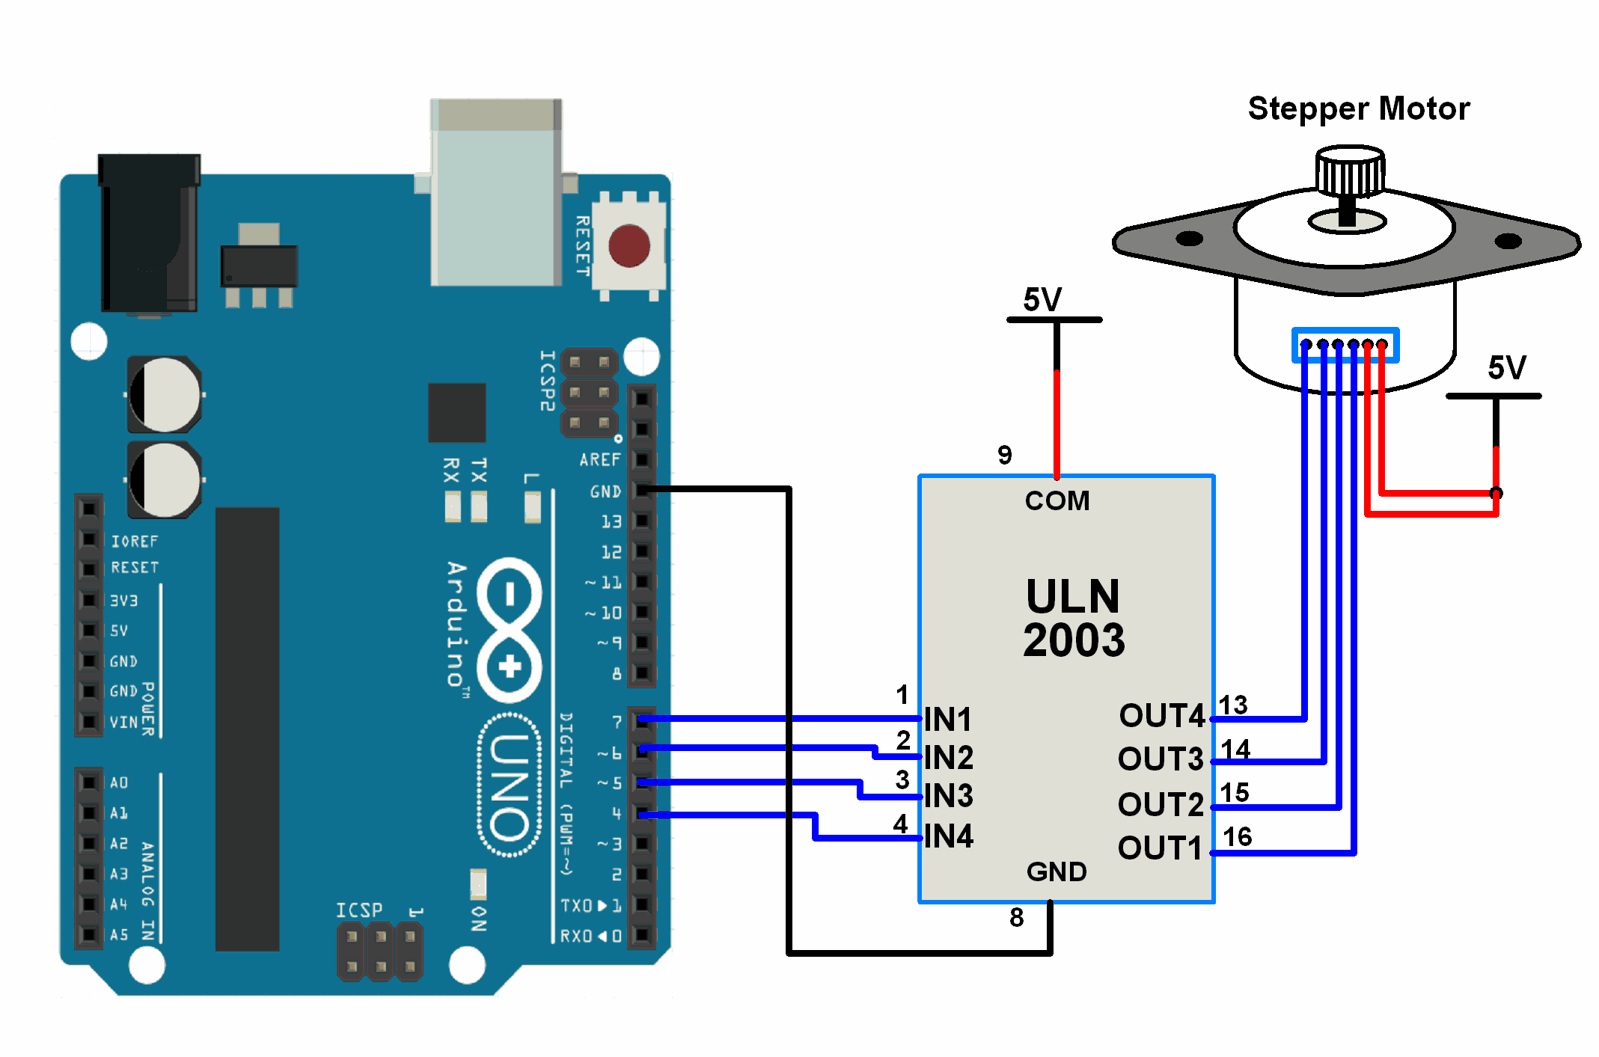 Stepper Motor
5V
5V
RESET
ICSP2
AREF
GND
13
12
~11
~10
~9
8
7
~6
~5
4
~3
2
TX0▶1
RX0◀0
RX
TX
L
IOREF
RESET
3V3
5V
GND
GND
VIN
POWER
A0
A1
A2
A3
A4
A5
ANALOG IN
Arduino™
UNO
DIGITAL (PWM=~)
ICSP
1
ON
9
COM
ULN
2003
1
IN1
2
IN2
3
IN3
4
IN4
OUT4
13
OUT3
14
OUT2
15
OUT1
16
GND
8